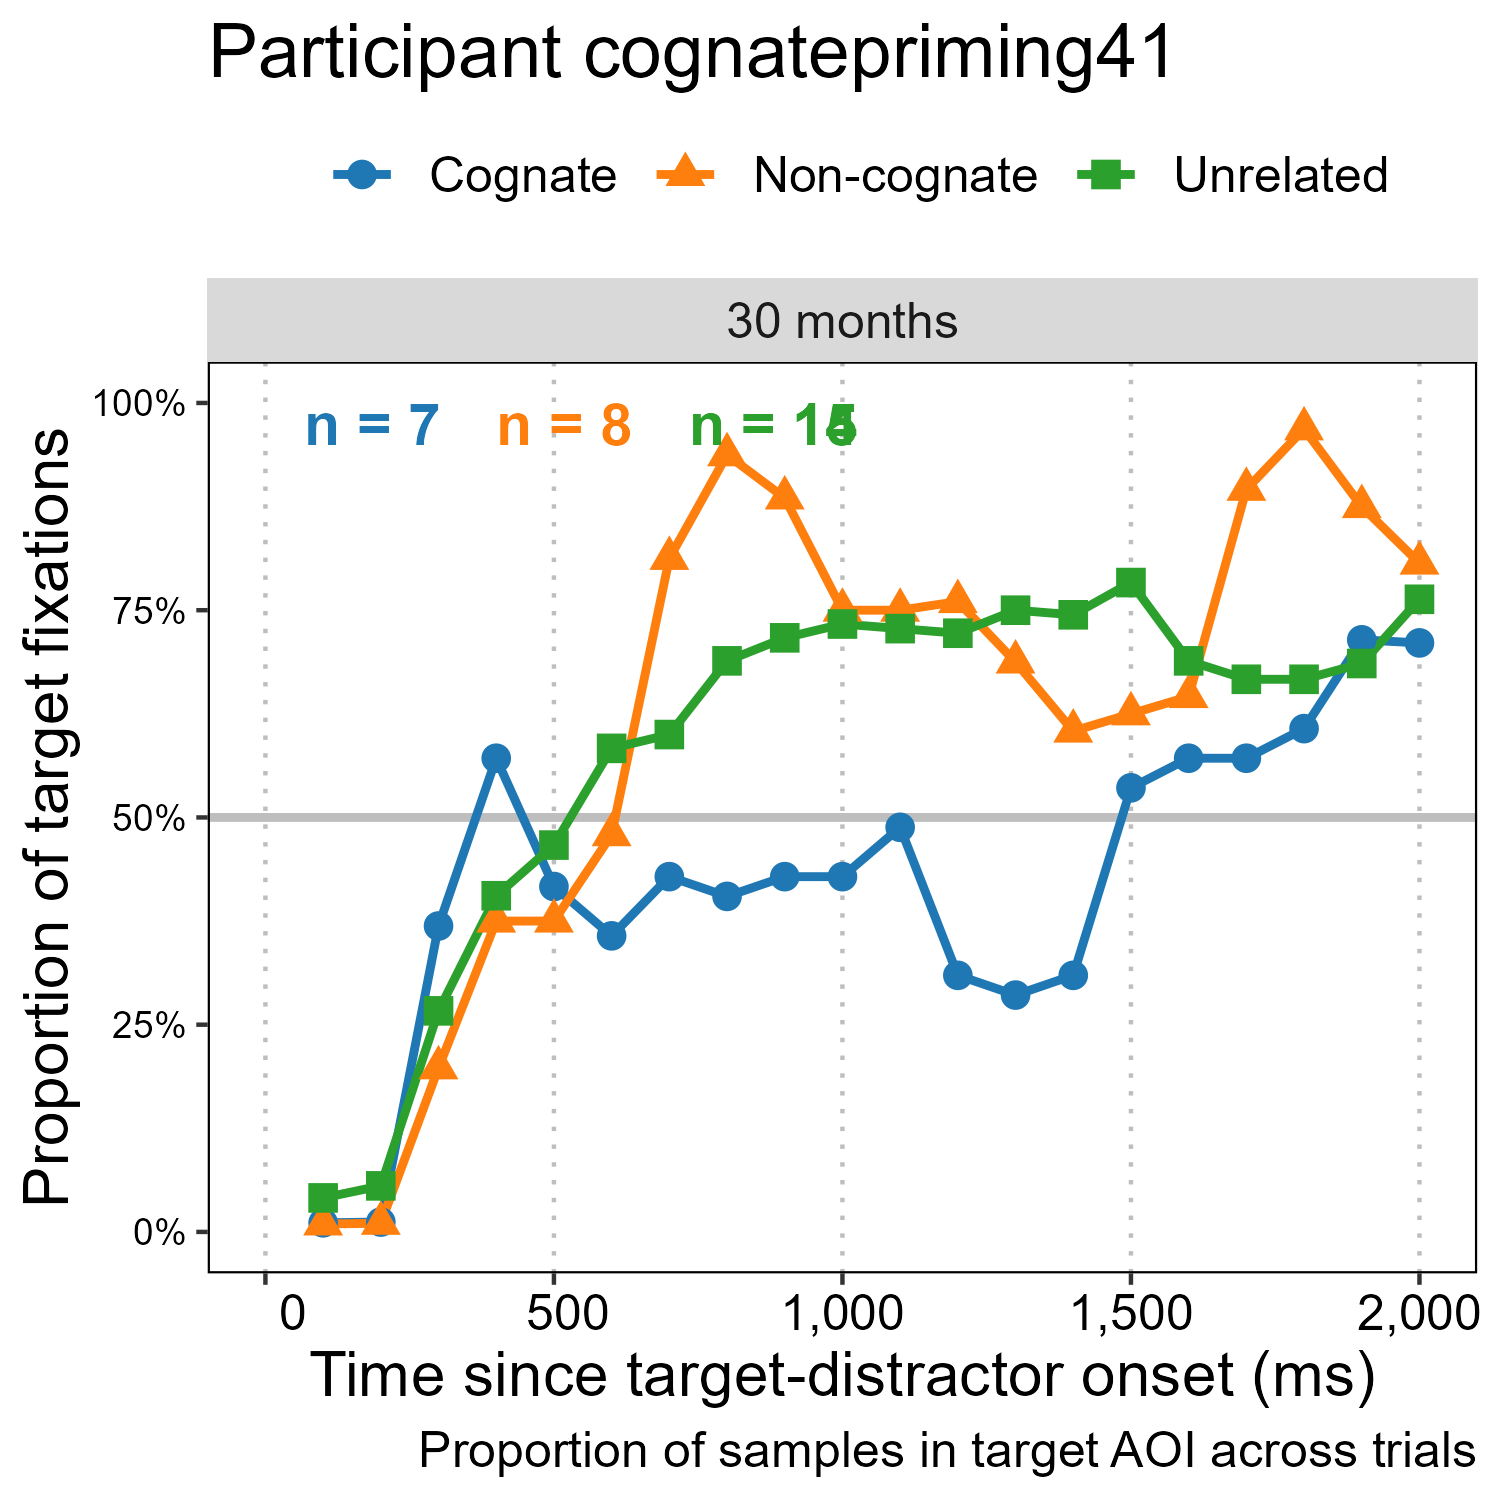 Participant cognatepriming41
Cognate Non-cognate Unrelated
30 months
n = 7 n = 8 n =
100%
75%
50%
25%
0%
0 500 1,000 1,500 2,000
Proportion of target fixations
Time since target-distractor onset (ms)
Proportion of samples in target AOI across trials